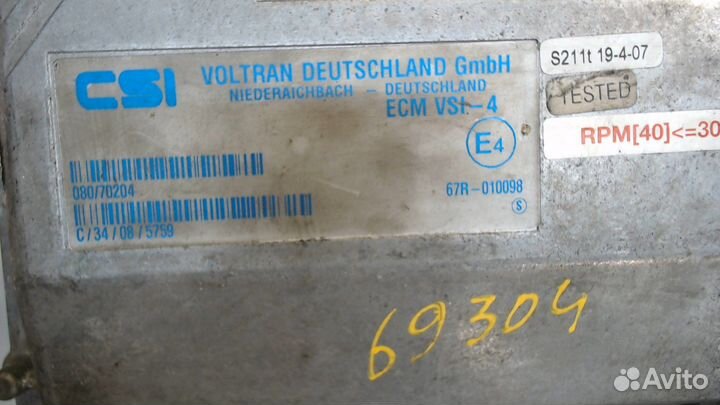 CSI
VOLTRAN DEUTSCHLAND GmbH
NIEDERAICHBACH – DEUTSCHLAND
ECM VSI-4
E4
080/70204
67R-010098
S
C/34/08/5759
S211t 19-4-07
TESTED
RPM[40]<=30
69304
Avito